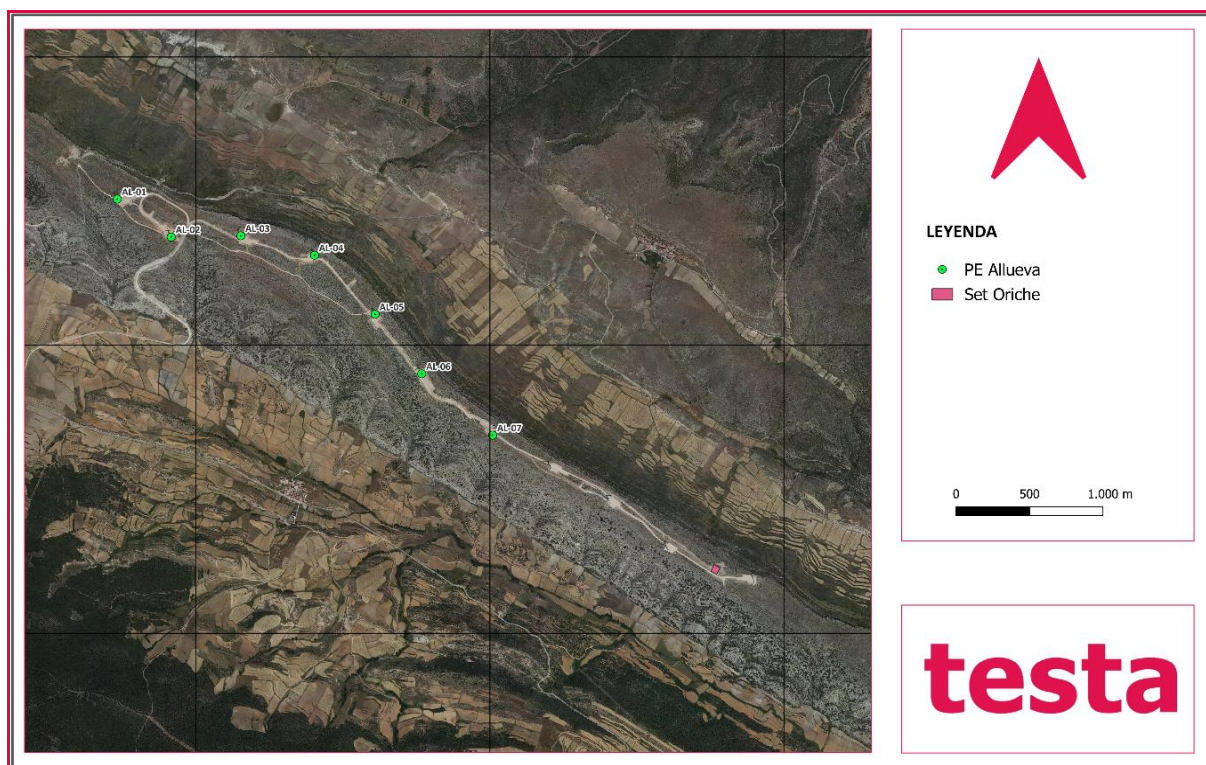 AL-01
AL-02
AL-03
AL-04
AL-05
AL-06
AL-07
LEYENDA
PE Allueva
Set Oriche
0 500 1.000 m
testa